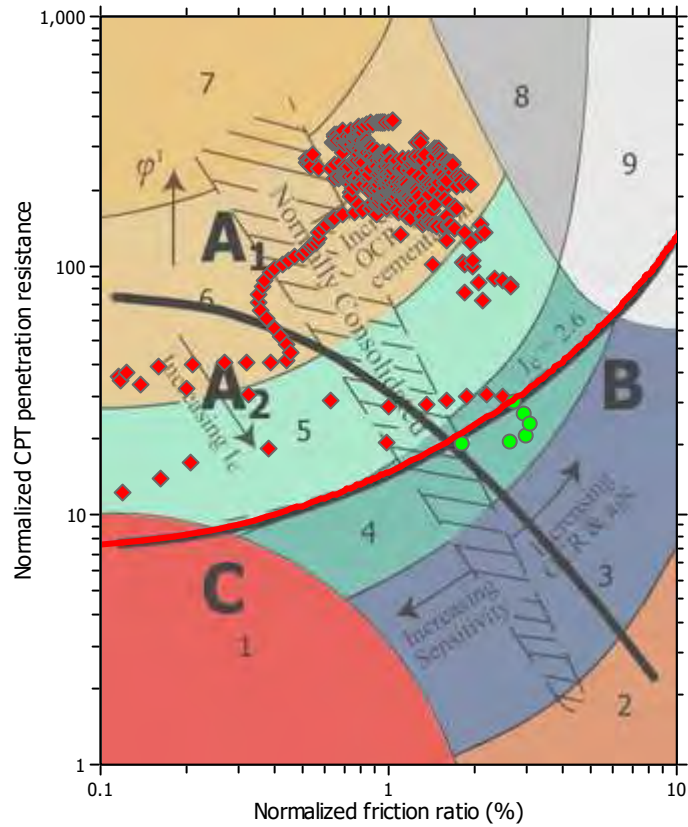 1,000
100
10
1
0.1
1
10
Normalized CPT penetration resistance
Normalized friction ratio (%)
7
8
9
φ'
A1
6
Normally Consolidated
OCR
A2
Increasing Ic
5
Ic = 2.6
B
4
C
1
Increasing
Sensitivity
Increasing
OCR & age
3
2